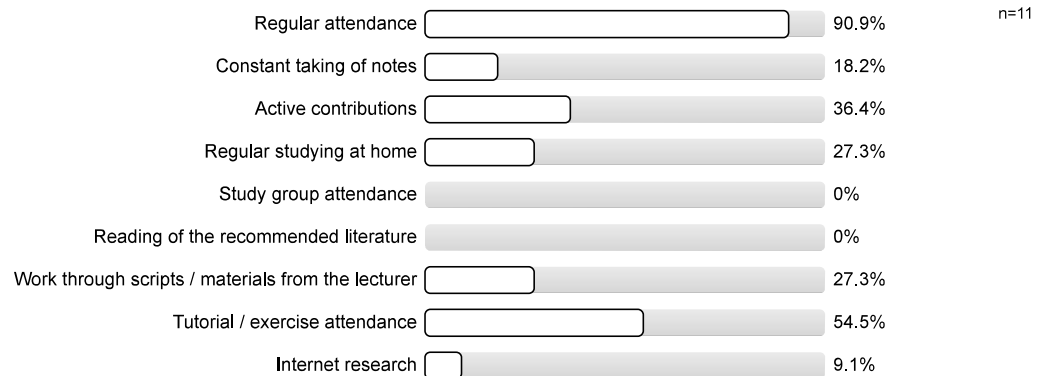 n=11
Regular attendance 90.9%
Constant taking of notes 18.2%
Active contributions 36.4%
Regular studying at home 27.3%
Study group attendance 0%
Reading of the recommended literature 0%
Work through scripts / materials from the lecturer 27.3%
Tutorial / exercise attendance 54.5%
Internet research 9.1%